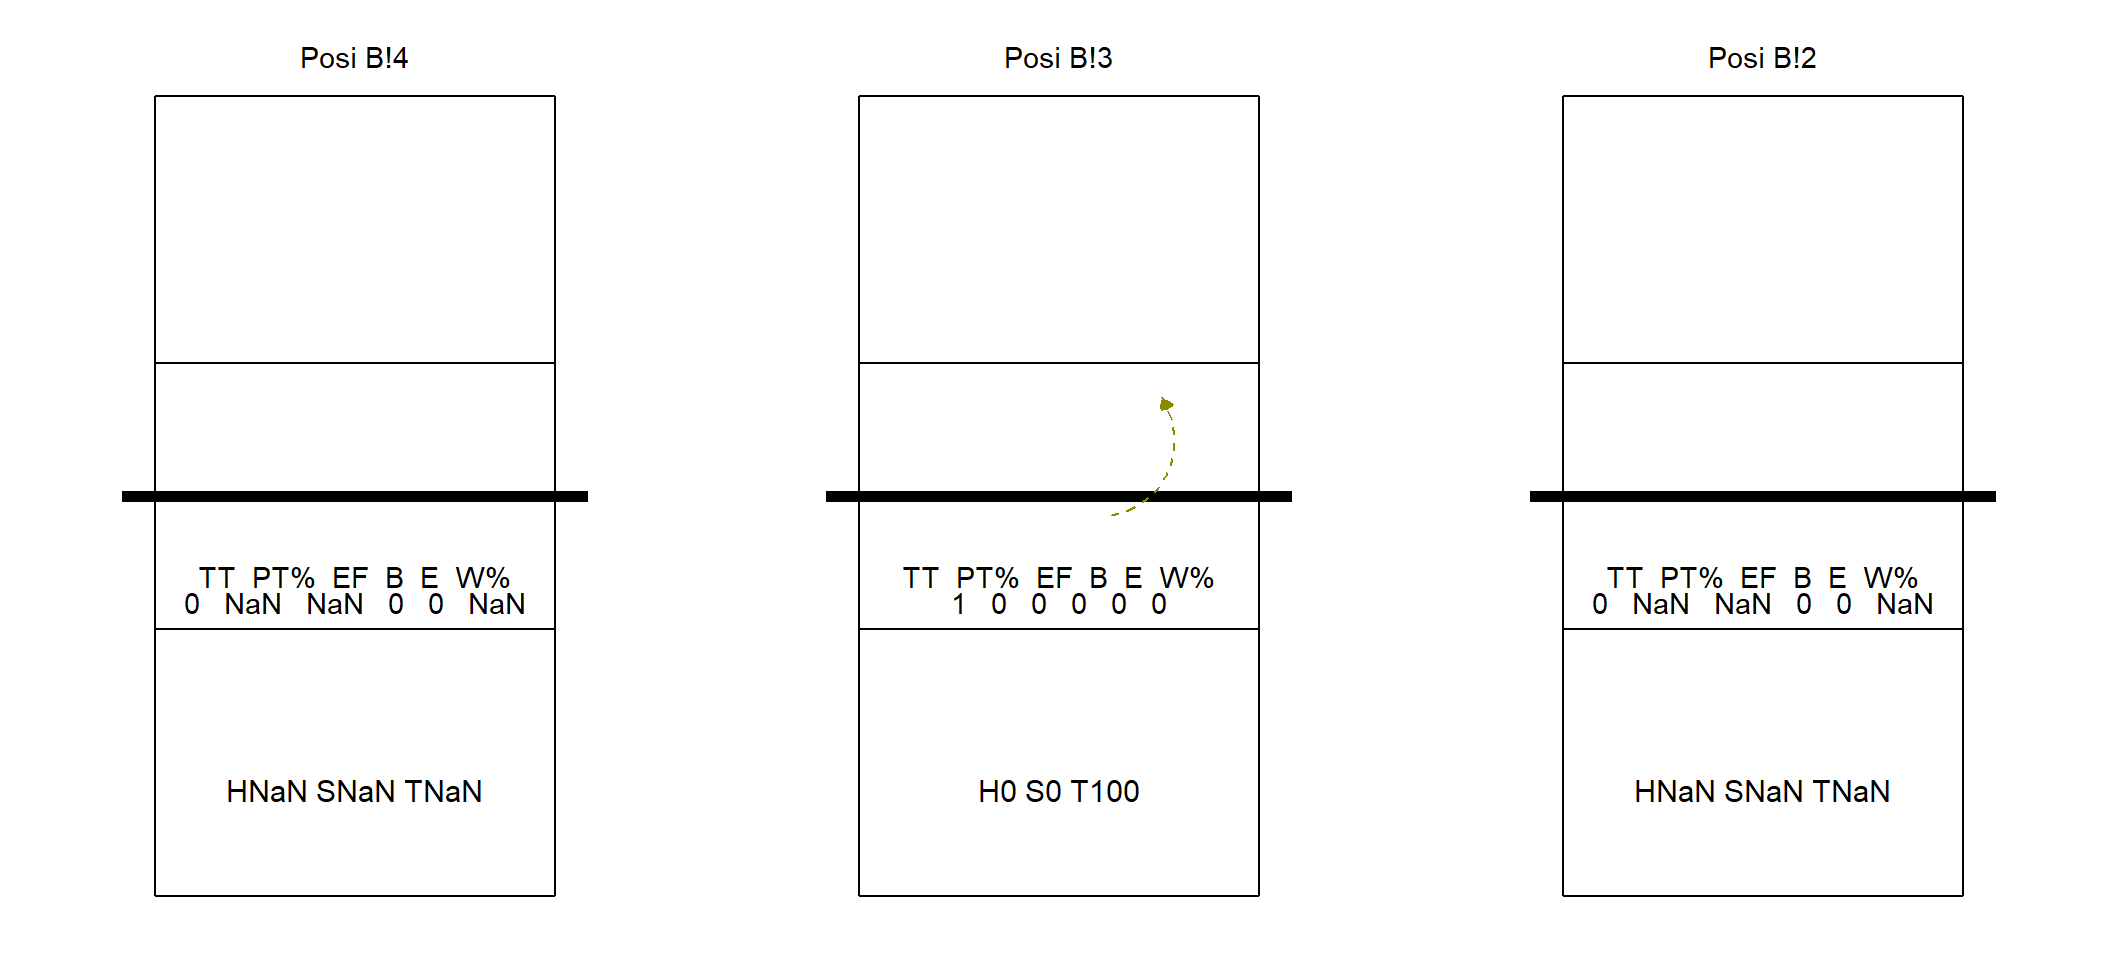 Posi B!4
TT PT% EF B E W%
0 NaN NaN 0 0 NaN
HNaN SNaN TNaN
Posi B!3
TT PT% EF B E W%
1 0 0 0 0 0
H0 S0 T100
Posi B!2
TT PT% EF B E W%
0 NaN NaN 0 0 NaN
HNaN SNaN TNaN